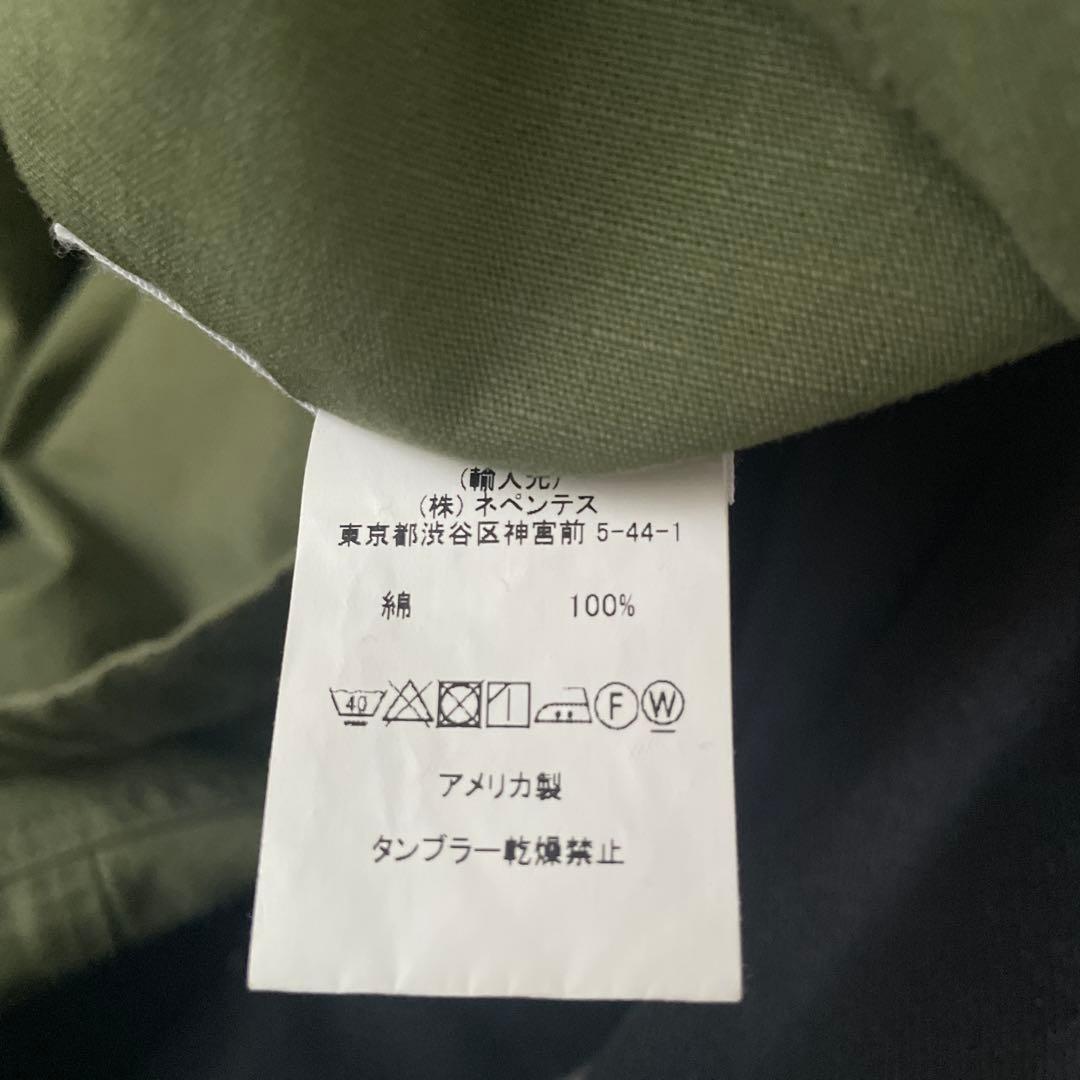 (輸入元)
(株) ネペンテス
東京都渋谷区神宮前 5-44-1
綿 100%
40 F W
アメリカ製
タンブラー乾燥禁止